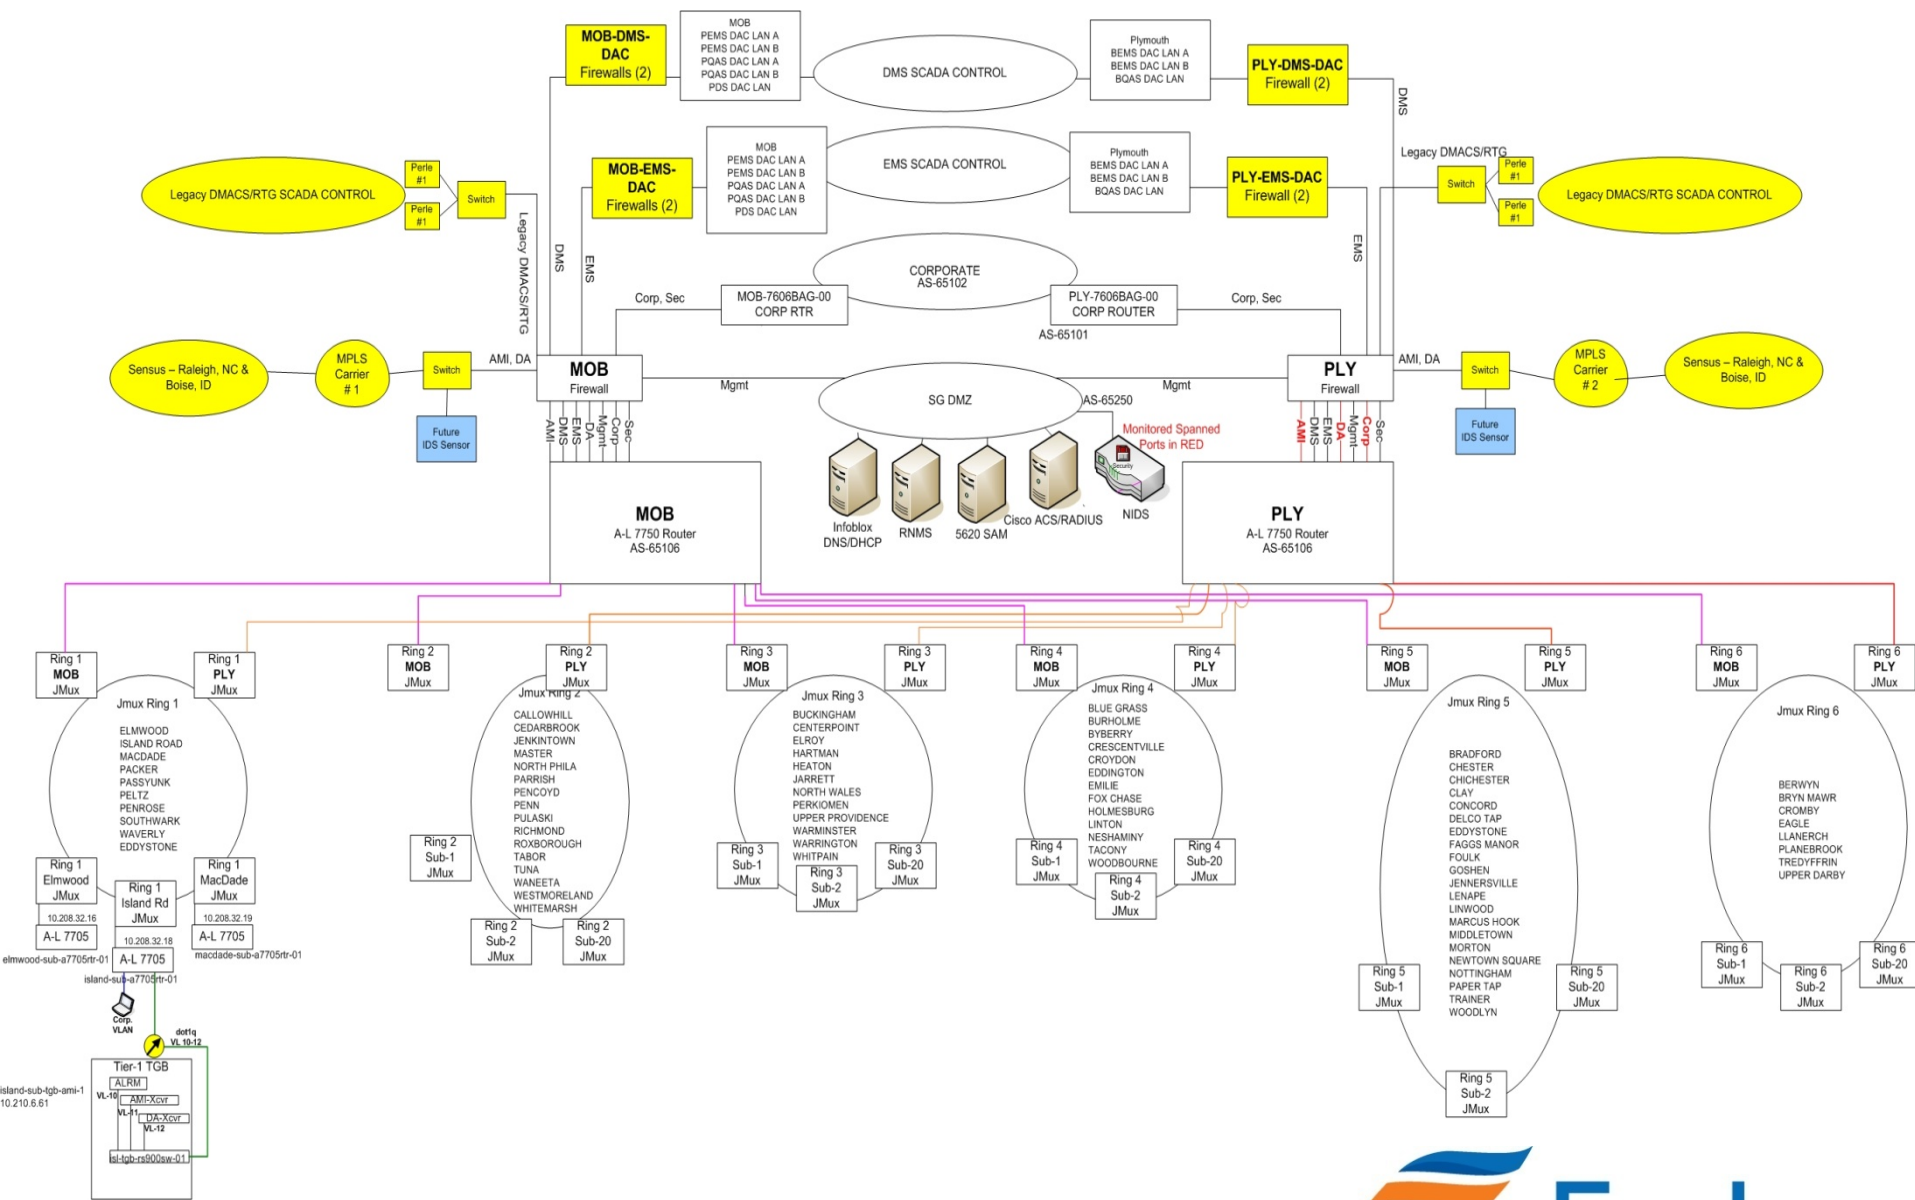 MOB-DMS-
DAC
Firewalls (2)
MOB
PEMS DAC LAN A
PEMS DAC LAN B
PQAS DAC LAN A
PQAS DAC LAN B
PDS DAC LAN
DMS SCADA CONTROL
Plymouth
BEMS DAC LAN A
BEMS DAC LAN B
BQAS DAC LAN
PLY-DMS-DAC
Firewall (2)
DMS
Legacy DMACS/RTG SCADA CONTROL
Perle
#1
Perle
#1
Switch
Legacy DMACS/RTG
DMS
EMS
MOB-EMS-
DAC
Firewalls (2)
MOB
PEMS DAC LAN A
PEMS DAC LAN B
PQAS DAC LAN A
PQAS DAC LAN B
PDS DAC LAN
EMS SCADA CONTROL
Plymouth
BEMS DAC LAN A
BEMS DAC LAN B
BQAS DAC LAN
PLY-EMS-DAC
Firewall (2)
EMS
Legacy DMACS/RTG
Switch
Perle
#1
Perle
#1
Legacy DMACS/RTG SCADA CONTROL
CORPORATE
AS-65102
Corp, Sec
MOB-7606BAG-00
CORP RTR
PLY-7606BAG-00
CORP ROUTER
AS-65101
Corp, Sec
Sensus – Raleigh, NC &
Boise, ID
MPLS
Carrier
# 1
Switch
AMI, DA
Future
IDS Sensor
MOB
Firewall
Mgmt
SG DMZ
AS-65250
Mgmt
PLY
Firewall
AMI, DA
Switch
Future
IDS Sensor
MPLS
Carrier
# 2
Sensus – Raleigh, NC &
Boise, ID
AMI
DMS
EMS
DA
Mgmt
Corp
Sec
Monitored Spanned
Ports in RED
AMI
DMS
EMS
DA
Mgmt
Corp
Sec
MOB
A-L 7750 Router
AS-65106
Infoblox
DNS/DHCP
RNMS
5620 SAM
Cisco ACS/RADIUS
Security
NIDS
PLY
A-L 7750 Router
AS-65106
Ring 1
MOB
JMux
Ring 1
PLY
JMux
Ring 2
MOB
JMux
Ring 2
PLY
JMux
Ring 3
MOB
JMux
Ring 3
PLY
JMux
Ring 4
MOB
JMux
Ring 4
PLY
JMux
Ring 5
MOB
JMux
Ring 5
PLY
JMux
Ring 6
MOB
JMux
Ring 6
PLY
JMux
Jmux Ring 1
ELMWOOD
ISLAND ROAD
MACDADE
PACKER
PASSYUNK
PELTZ
PENROSE
SOUTHWARK
WAVERLY
EDDYSTONE
Ring 1
Elmwood
JMux
Ring 1
Island Rd
JMux
Ring 1
MacDade
JMux
10.208.32.16
A-L 7705
elmwood-sub-a7705rtr-01
10.208.32.18
A-L 7705
island-sub-a7705rtr-01
10.208.32.19
A-L 7705
macdade-sub-a7705rtr-01
Corp.
VLAN
dot1q
VL 10-12
Tier-1 TGB
ALRM
VL-10
AMI-Xcvr
VL-11
DA-Xcvr
VL-12
isl-tgb-rs900sw-01
island-sub-tgb-ami-1
10.210.6.61
Jmux Ring 2
CALLOWHILL
CEDARBROOK
JENKINTOWN
MASTER
NORTH PHILA
PARRISH
PENCOYD
PENN
PULASKI
RICHMOND
ROXBOROUGH
TABOR
TUNA
WANEETA
WESTMORELAND
WHITEMARSH
Ring 2
Sub-1
JMux
Ring 2
Sub-2
JMux
Ring 2
Sub-20
JMux
Jmux Ring 3
BUCKINGHAM
CENTERPOINT
ELROY
HARTMAN
HEATON
JARRETT
NORTH WALES
PERKIOMEN
UPPER PROVIDENCE
WARMINSTER
WARRINGTON
WHITPAIN
Ring 3
Sub-1
JMux
Ring 3
Sub-2
JMux
Ring 3
Sub-20
JMux
Jmux Ring 4
BLUE GRASS
BURHOLME
BYBERRY
CRESCENTVILLE
CROYDON
EDDINGTON
EMILIE
FOX CHASE
HOLMESBURG
LINTON
NESHAMINY
TACONY
WOODBOURNE
Ring 4
Sub-1
JMux
Ring 4
Sub-2
JMux
Ring 4
Sub-20
JMux
Jmux Ring 5
BRADFORD
CHESTER
CHICHESTER
CLAY
CONCORD
DELCO TAP
EDDYSTONE
FAGGS MANOR
FOULK
GOSHEN
JENNERSVILLE
LENAPE
LINWOOD
MARCUS HOOK
MIDDLETOWN
MORTON
NEWTOWN SQUARE
NOTTINGHAM
PAPER TAP
TRAINER
WOODLYN
Ring 5
Sub-1
JMux
Ring 5
Sub-2
JMux
Ring 5
Sub-20
JMux
Jmux Ring 6
BERWYN
BRYN MAWR
CROMBY
EAGLE
LLANERCH
PLANEBROOK
TREDYFFRIN
UPPER DARBY
Ring 6
Sub-1
JMux
Ring 6
Sub-2
JMux
Ring 6
Sub-20
JMux